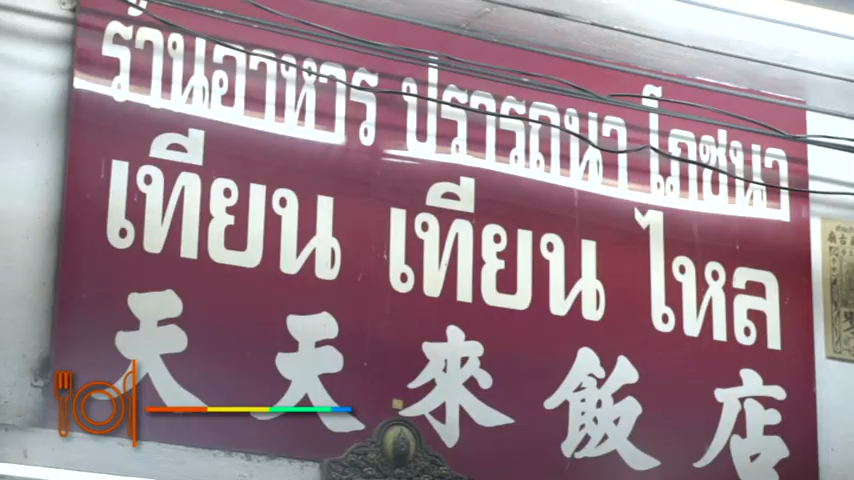 ร้านอาหาร ปรารถนา โภชนา
เทียน เทียน ไหล
天天來飯店